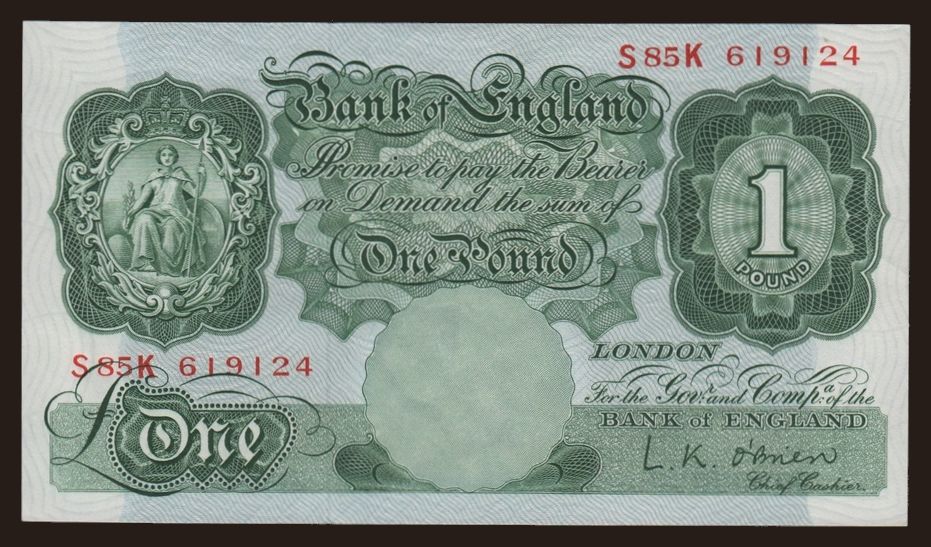 S85K 619124
Bank of England
Promise to pay the Bearer
on Demand the sum of
One Pound
1
POUND
LONDON
S85K 619124
For the Govr. and Compa. of the
BANK of ENGLAND
£ One
L.K. O'Brien
Chief Cashier.